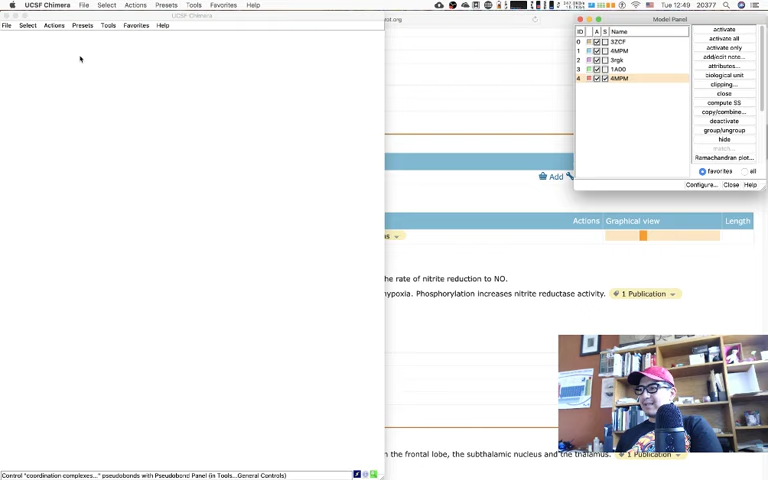 UCSF Chimera File Select Actions Presets Tools Favorites Help
Tue 12:49 20377
UCSF Chimera
File Select Actions Presets Tools Favorites Help
Model Panel
ID A S Name
0 3ZCF
1 4MPM
2 3rgk
3 1A00
4 4MPM
activate
activate all
activate only
add/edit note...
attributes...
biological unit
clipping...
close
compute SS
copy/combine...
deactivate
group/ungroup
hide
match...
Ramachandran plot...
favorites all
Configure... Close Help
Add
Actions Graphical view Length
the rate of nitrite reduction to NO.
hypoxia. Phosphorylation increases nitrite reductase activity. 1 Publication
n the frontal lobe, the subthalamic nucleus and the thalamus. 1 Publication
Control "coordination complexes..." pseudobonds with Pseudobond Panel (in Tools...General Controls)